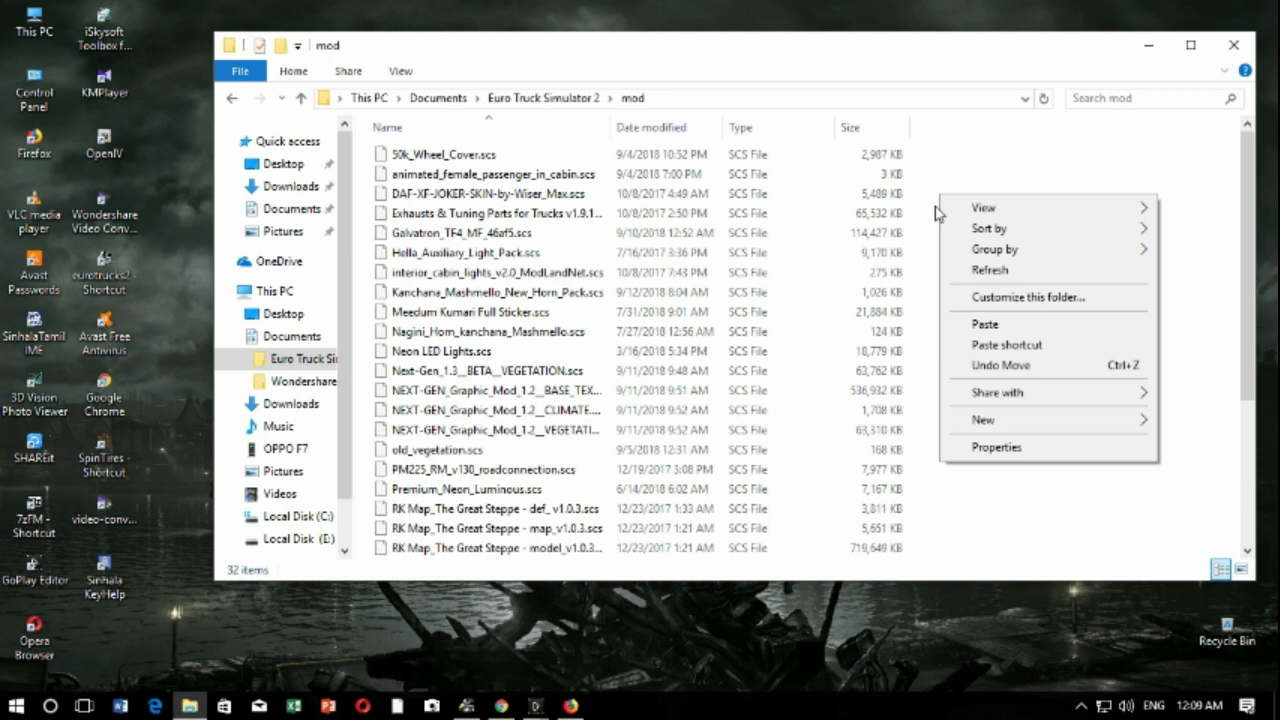 This PC
iSkysoft
Toolbox f...
Control
Panel
KMPlayer
Firefox
OpenIV
VLC media
player
Wondershare
Video Conv...
Avast
Passwords
eurotrucks2 -
Shortcut
SinhalaTamil
IME
Avast Free
Antivirus
3D Vision
Photo Viewer
Google
Chrome
SHAREit
SpinTires -
Shortcut
7zFM -
Shortcut
video-conv...
GoPlay Editor
Sinhala
KeyHelp
Opera
Browser
Recycle Bin
mod
File Home Share View
This PC > Documents > Euro Truck Simulator 2 > mod
Search mod
Quick access
Desktop
Downloads
Documents
Pictures
OneDrive
This PC
Desktop
Documents
Euro Truck Si
Wondershare
Downloads
Music
OPPO F7
Pictures
Videos
Local Disk (C:)
Local Disk (E:)
Name Date modified Type Size
50k_Wheel_Cover.scs 9/4/2018 10:52 PM SCS File 2,987 KB
animated_female_passenger_in_cabin.scs 9/4/2018 7:00 PM SCS File 3 KB
DAF-XF-JOKER-SKIN-by-Wiser_Max.scs 10/8/2017 4:49 AM SCS File 5,489 KB
Exhausts & Tuning Parts for Trucks v1.9.1... 10/8/2017 2:50 PM SCS File 65,532 KB
Galvatron_TF4_MF_46af5.scs 9/10/2018 12:52 AM SCS File 114,427 KB
Hella_Auxiliary_Light_Pack.scs 7/16/2017 3:36 PM SCS File 9,170 KB
interior_cabin_lights_v2.0_ModLandNet.scs 10/8/2017 7:43 PM SCS File 275 KB
Kanchana_Mashmello_New_Horn_Pack.scs 9/12/2018 8:04 AM SCS File 1,026 KB
Meedum Kumari Full Sticker.scs 7/31/2018 9:01 AM SCS File 21,884 KB
Nagini_Horn_kanchana_Mashmello.scs 7/27/2018 12:56 AM SCS File 124 KB
Neon LED Lights.scs 3/16/2018 5:34 PM SCS File 18,779 KB
Next-Gen_1.3__BETA__VEGETATION.scs 9/11/2018 9:48 AM SCS File 63,762 KB
NEXT-GEN_Graphic_Mod_1.2__BASE_TEX... 9/11/2018 9:51 AM SCS File 536,932 KB
NEXT-GEN_Graphic_Mod_1.2__CLIMATE.... 9/11/2018 9:52 AM SCS File 1,708 KB
NEXT-GEN_Graphic_Mod_1.2__VEGETATI... 9/11/2018 9:52 AM SCS File 63,310 KB
old_vegetation.scs 9/5/2018 12:31 AM SCS File 168 KB
PM225_RM_v130_roadconnection.scs 12/19/2017 3:08 PM SCS File 7,977 KB
Premium_Neon_Luminous.scs 6/14/2018 6:02 AM SCS File 7,167 KB
RK Map_The Great Steppe - def_v1.0.3.scs 12/23/2017 1:33 AM SCS File 3,811 KB
RK Map_The Great Steppe - map_v1.0.3.scs 12/23/2017 1:21 AM SCS File 5,651 KB
RK Map_The Great Steppe - model_v1.0.3... 12/23/2017 1:21 AM SCS File 719,649 KB
View
Sort by
Group by
Refresh
Customize this folder...
Paste
Paste shortcut
Undo Move Ctrl+Z
Share with
New
Properties
32 items
ENG 12:09 AM